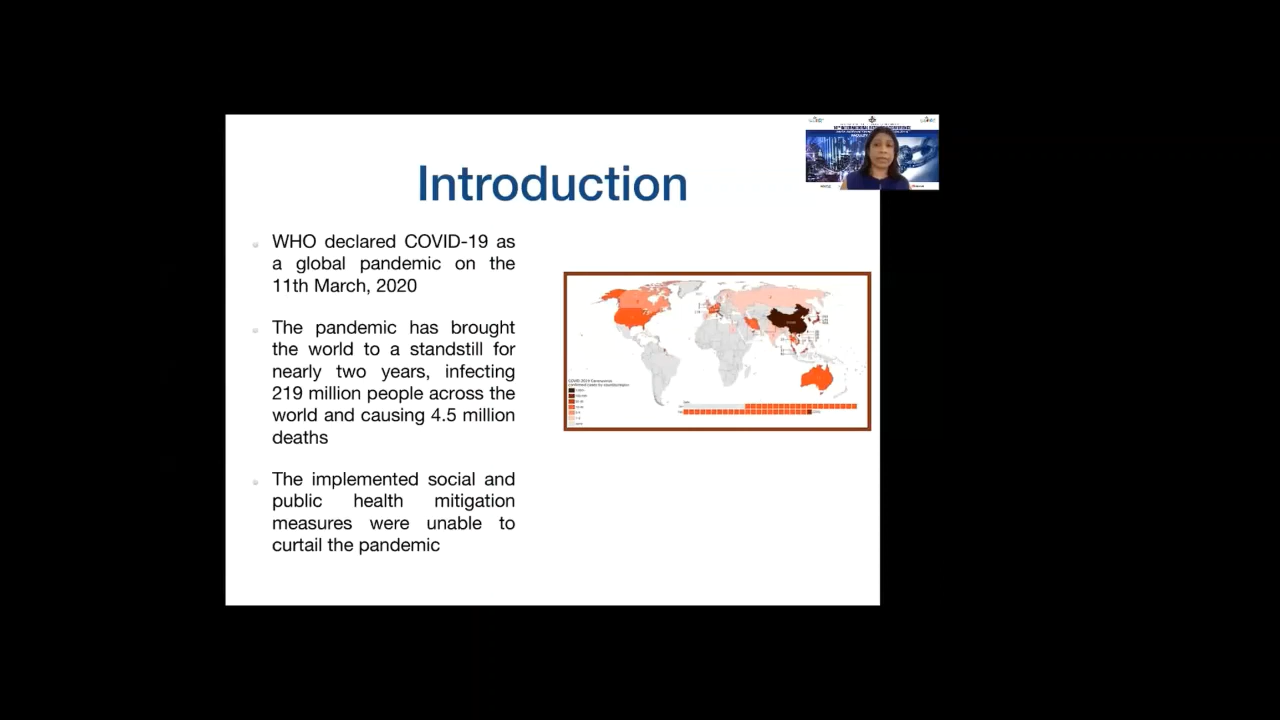 Introduction
WHO declared COVID-19 as
a global pandemic on the
11th March, 2020
The pandemic has brought
the world to a standstill for
nearly two years, infecting
219 million people across the
world and causing 4.5 million
deaths
The implemented social and
public health mitigation
measures were unable to
curtail the pandemic